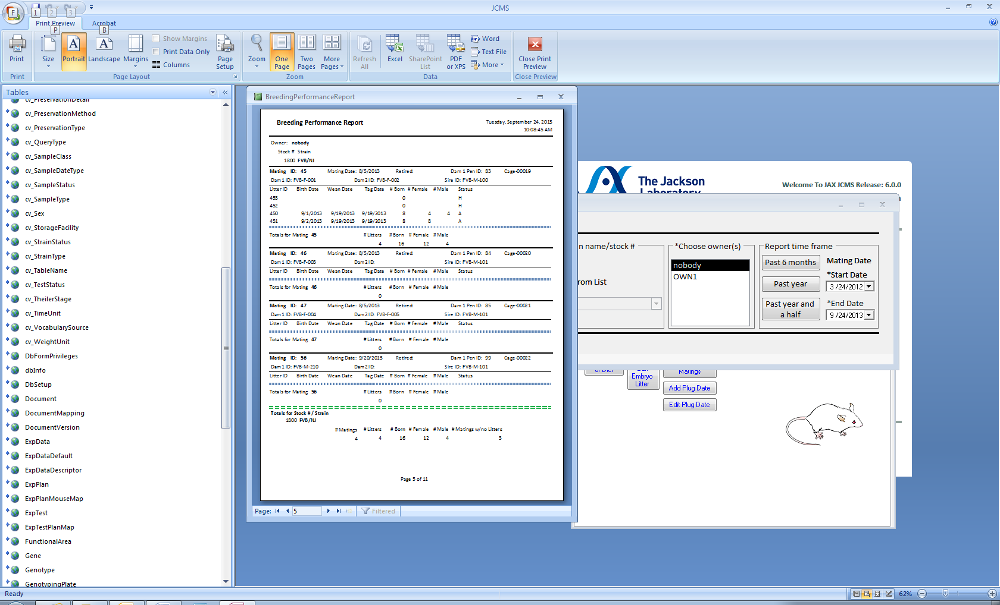 JCMS
F
1
2
3
Print Preview
Acrobat
P
B
Print
Size
Portrait
Landscape
Margins
Show Margins
Print Data Only
Columns
Page Setup
Zoom
One Page
Two Pages
More Pages
Refresh All
Excel
SharePoint List
PDF or XPS
Word
Text File
More
Close Print Preview
Print
Page Layout
Zoom
Data
Close Preview
Tables
cv_PreservationDetail
cv_PreservationMethod
cv_PreservationType
cv_QueryType
cv_SampleClass
cv_SampleDateType
cv_SampleStatus
cv_SampleType
cv_Sex
cv_StorageFacility
cv_StrainStatus
cv_StrainType
cv_TableName
cv_TestStatus
cv_TheilerStage
cv_TimeUnit
cv_VocabularySource
cv_WeightUnit
DbFormPrivileges
dbInfo
DbSetup
Document
DocumentMapping
DocumentVersion
ExpData
ExpDataDefault
ExpDataDescriptor
ExpPlan
ExpPlanMouseMap
ExpTest
ExpTestPlanMap
FunctionalArea
Gene
Genotype
GenotypingPlate
BreedingPerformanceReport
Breeding Performance Report
Tuesday, September 24, 2013
10:08:45 AM
Owner: nobody
Stock # Strain
1800 FVB/NJ
Mating ID: 45 Mating Date: 8/5/2013 Retired: Dam 1 Pen ID: 83 Cage-00019
Dam 1 ID: FVB-F-001 Dam 2 ID: FVB-F-002 Sire ID: FVB-M-100
Litter ID Birth Date Wean Date Tag Date # Born # Female # Male Status
453 0 H
452 0 H
450 9/1/2013 9/19/2013 9/19/2013 8 4 4 A
451 9/2/2013 9/19/2013 9/19/2013 8 8 A
Totals for Mating 45 # Litters # Born # Female # Male
4 16 12 4
Mating ID: 46 Mating Date: 8/5/2013 Retired: Dam 1 Pen ID: 84 Cage-00020
Dam 1 ID: FVB-F-003 Dam 2 ID: Sire ID: FVB-M-101
Litter ID Birth Date Wean Date Tag Date # Born # Female # Male Status
Totals for Mating 46 # Litters # Born # Female # Male
0
Mating ID: 47 Mating Date: 8/5/2013 Retired: Dam 1 Pen ID: 85 Cage-00021
Dam 1 ID: FVB-F-004 Dam 2 ID: FVB-F-005 Sire ID: FVB-M-101
Litter ID Birth Date Wean Date Tag Date # Born # Female # Male Status
Totals for Mating 47 # Litters # Born # Female # Male
0
Mating ID: 56 Mating Date: 9/20/2013 Retired: Dam 1 Pen ID: 99 Cage-00022
Dam 1 ID: FVB-M-210 Dam 2 ID: Sire ID: FVB-M-101
Litter ID Birth Date Wean Date Tag Date # Born # Female # Male Status
Totals for Mating 56 # Litters # Born # Female # Male
0
Totals for Stock # / Strain
1800 FVB/NJ
# Matings # Litters # Born # Female # Male # Matings w/no Litters
4 4 16 12 4 3
Page 5 of 11
Page: 5 Filtered
The Jackson
Laboratory
Welcome To JAX JCMS Release: 6.0.0
n name/stock #
rom List
*Choose owner(s)
nobody
OWN1
Report time frame
Past 6 months
Past year
Past year and a half
Mating Date
*Start Date
3 /24/2012
*End Date
9 /24/2013
Embryo
Litter
Matings
Add Plug Date
Edit Plug Date
Ready
62%